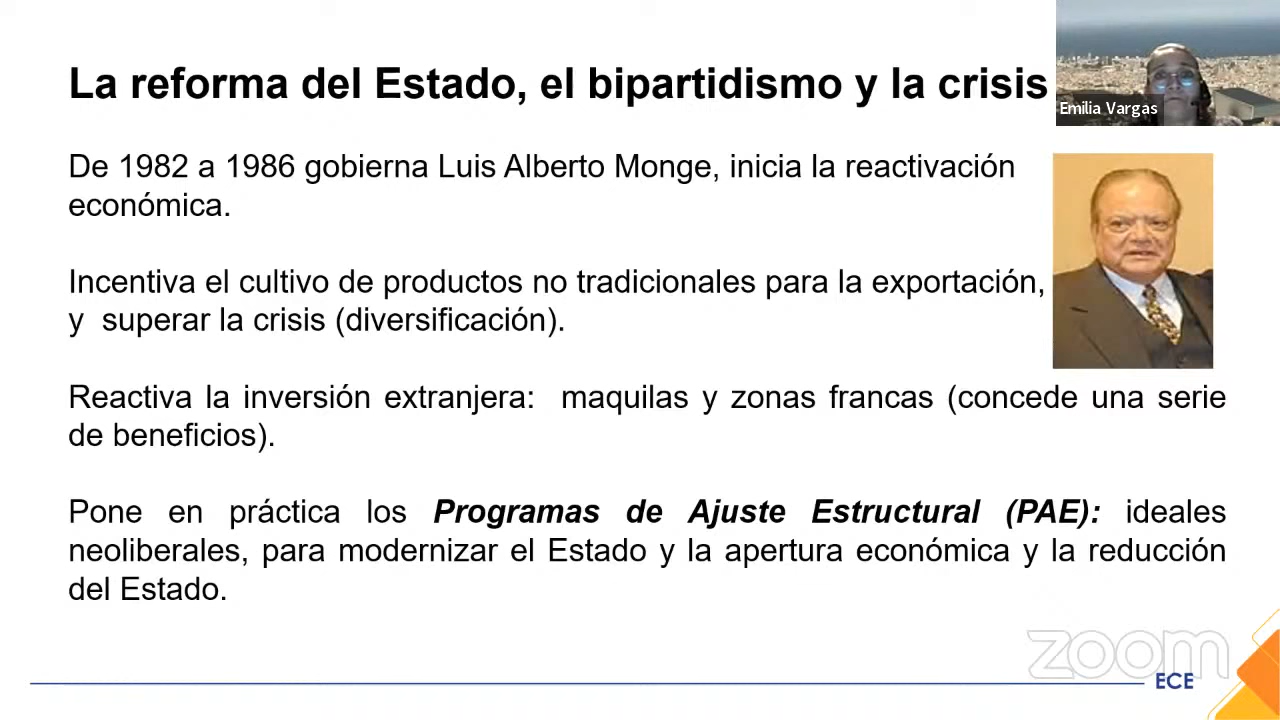 La reforma del Estado, el bipartidismo y la crisis
Emilia Vargas
De 1982 a 1986 gobierna Luis Alberto Monge, inicia la reactivación
económica.
Incentiva el cultivo de productos no tradicionales para la exportación,
y superar la crisis (diversificación).
Reactiva la inversión extranjera: maquilas y zonas francas (concede una serie
de beneficios).
Pone en práctica los Programas de Ajuste Estructural (PAE): ideales
neoliberales, para modernizar el Estado y la apertura económica y la reducción
del Estado.
zoom
ECE